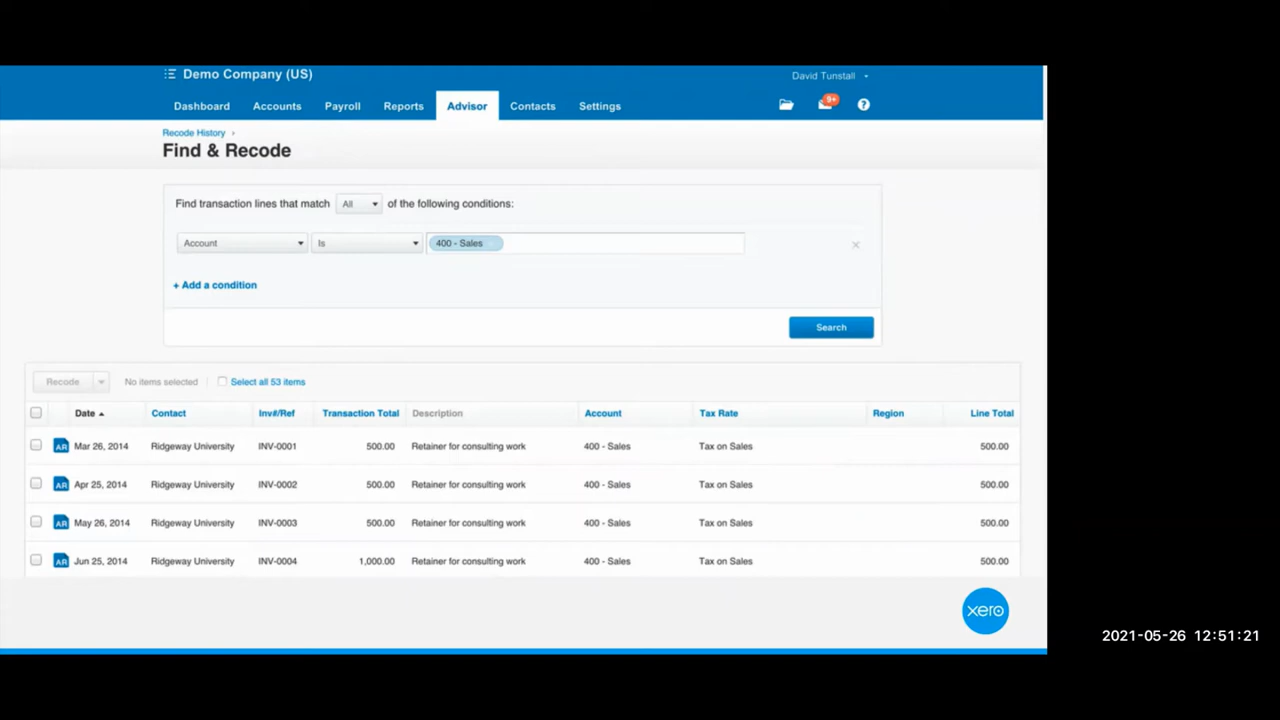 Demo Company (US)
David Tunstall
Dashboard Accounts Payroll Reports Advisor Contacts Settings 9+ ?
Recode History ›
Find & Recode
Find transaction lines that match All of the following conditions:
Account Is 400 - Sales ×
+ Add a condition
Search
Recode No items selected Select all 53 items
Date Contact Inv#/Ref Transaction Total Description Account Tax Rate Region Line Total
AR Mar 26, 2014 Ridgeway University INV-0001 500.00 Retainer for consulting work 400 - Sales Tax on Sales 500.00
AR Apr 25, 2014 Ridgeway University INV-0002 500.00 Retainer for consulting work 400 - Sales Tax on Sales 500.00
AR May 26, 2014 Ridgeway University INV-0003 500.00 Retainer for consulting work 400 - Sales Tax on Sales 500.00
AR Jun 25, 2014 Ridgeway University INV-0004 1,000.00 Retainer for consulting work 400 - Sales Tax on Sales 500.00
xero
2021-05-26 12:51:21